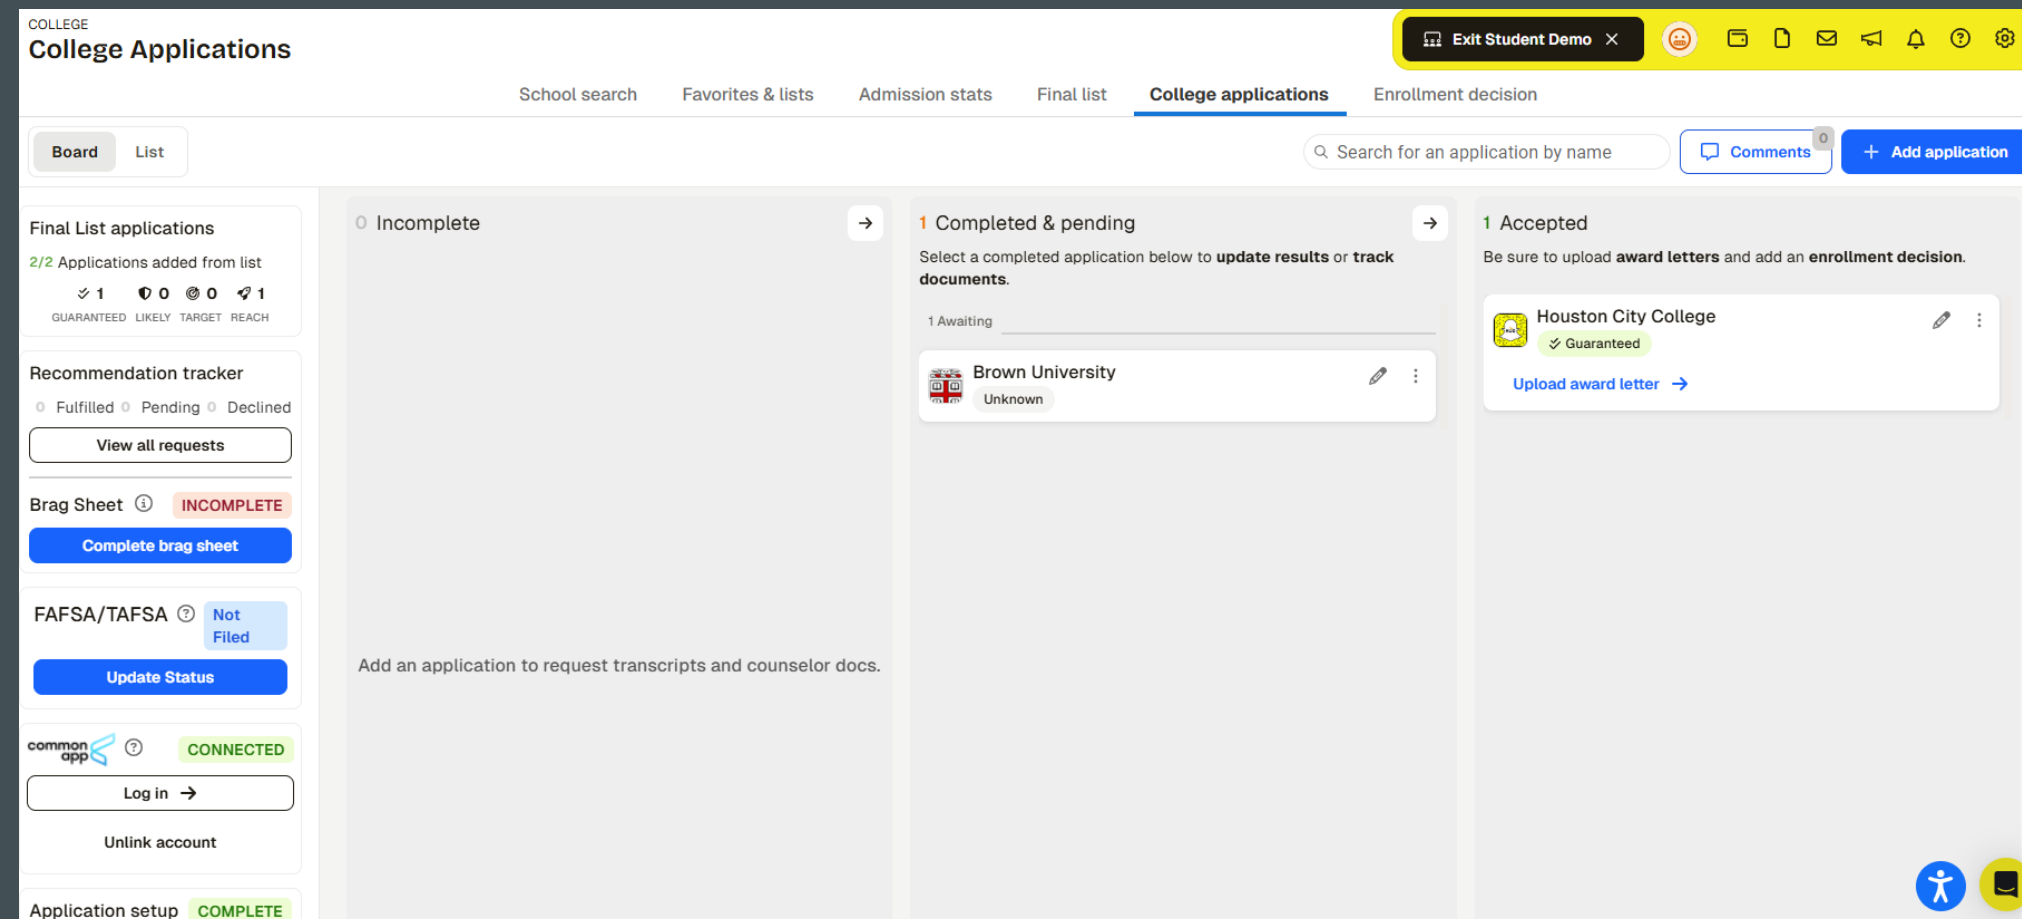 COLLEGE
College Applications
Exit Student Demo
School search
Favorites & lists
Admission stats
Final list
College applications
Enrollment decision
Board
List
Search for an application by name
Comments
0
Add application
Final List applications
2/2 Applications added from list
1 0 0 1
GUARANTEED LIKELY TARGET REACH
Recommendation tracker
0 Fulfilled 0 Pending 0 Declined
View all requests
Brag Sheet INCOMPLETE
Complete brag sheet
FAFSA/TAFSA
Not
Filed
Update Status
common
app
CONNECTED
Log in
Unlink account
Application setup COMPLETE
0 Incomplete
Add an application to request transcripts and counselor docs.
1 Completed & pending
Select a completed application below to update results or track
documents.
1 Awaiting
Brown University
Unknown
1 Accepted
Be sure to upload award letters and add an enrollment decision.
Houston City College
Guaranteed
Upload award letter